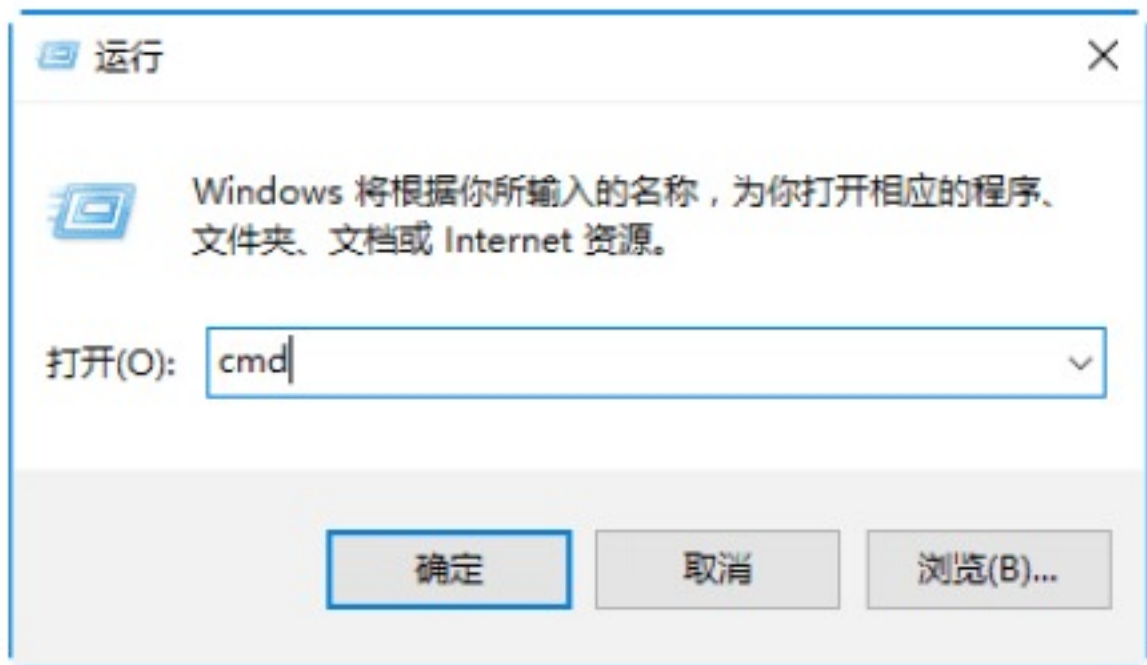 运行
Windows 将根据你所输入的名称，为你打开相应的程序、
文件夹、文档或 Internet 资源。
打开(O): cmd
确定 取消 浏览(B)...